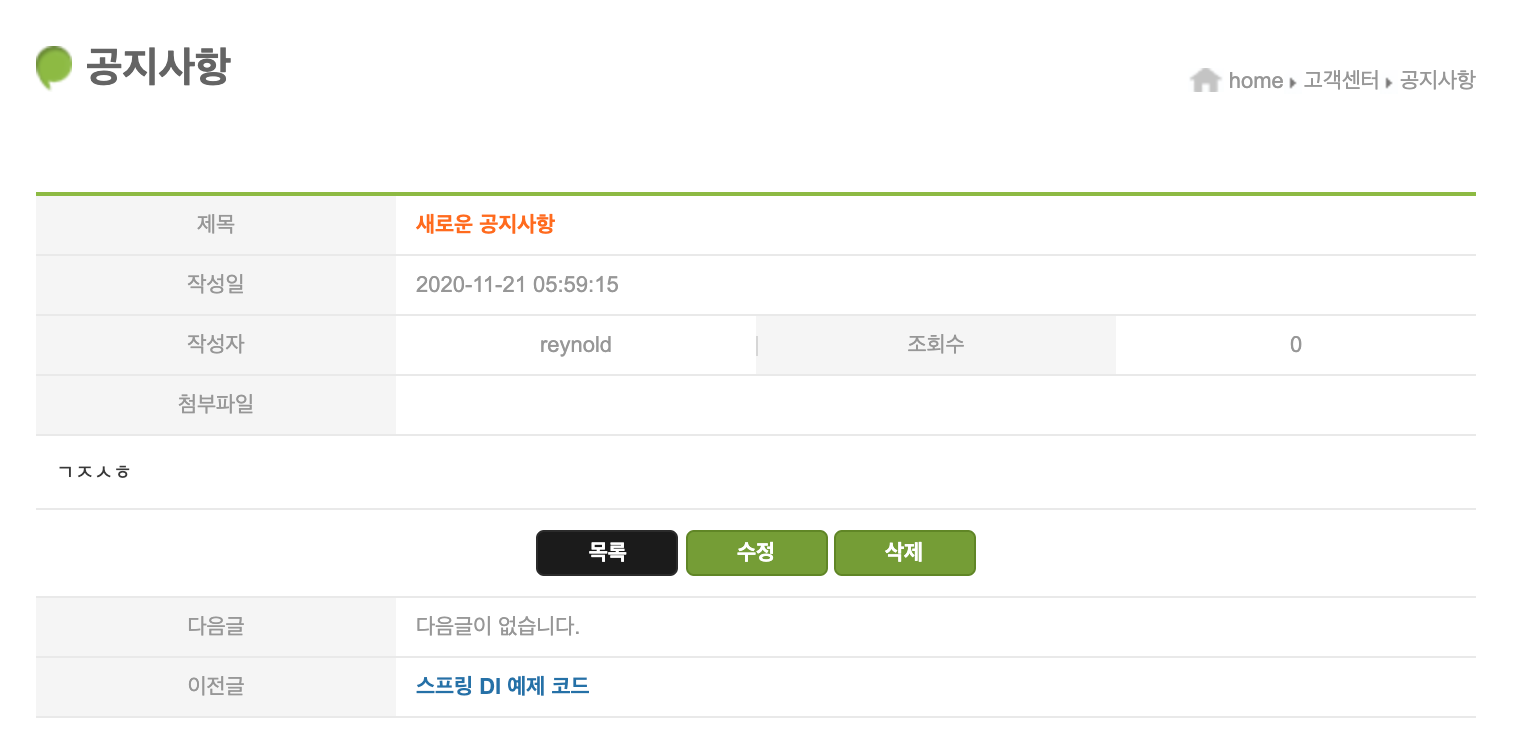 공지사항
home 고객센터 공지사항
제목 새로운 공지사항
작성일 2020-11-21 05:59:15
작성자 reynold 조회수 0
첨부파일
ㄱㅈㅅㅎ
목록 수정 삭제
다음글 다음글이 없습니다.
이전글 스프링 DI 예제 코드